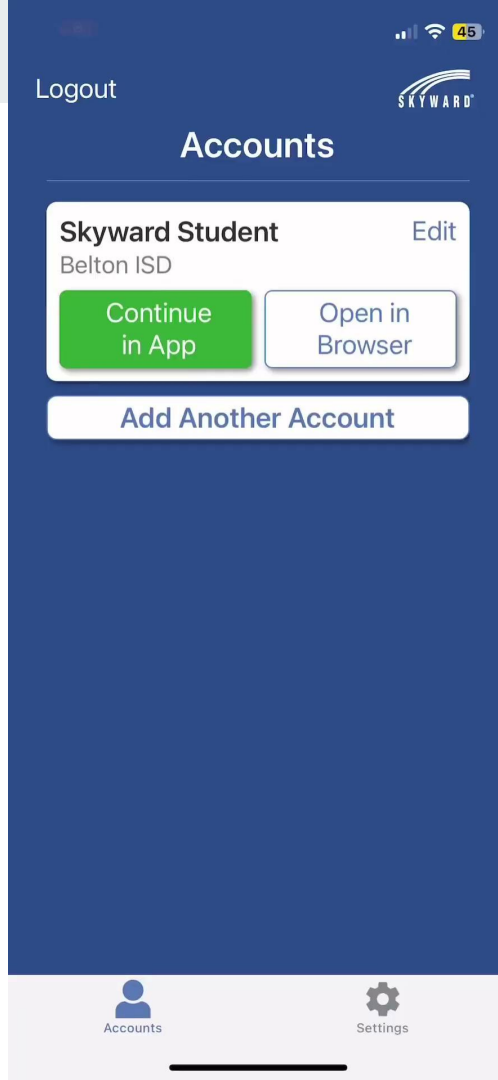 45
Logout
SKYWARD
Accounts
Skyward Student
Edit
Belton ISD
Continue
in App
Open in
Browser
Add Another Account
Accounts
Settings